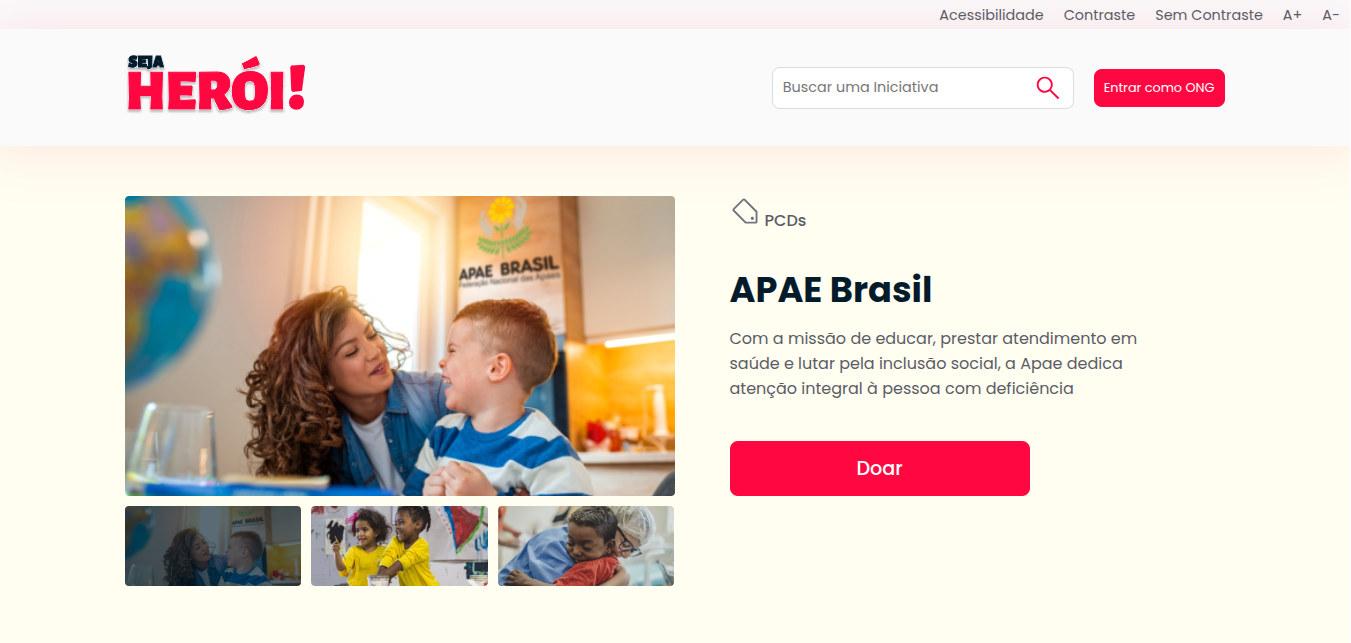 Acessibilidade Contraste Sem Contraste A+ A-
SEJA
HERÓI!
Buscar uma Iniciativa
Entrar como ONG
APAE BRASIL
Federação Nacional das Apaes
PCDs
APAE Brasil
Com a missão de educar, prestar atendimento em
saúde e lutar pela inclusão social, a Apae dedica
atenção integral à pessoa com deficiência
Doar
APAE BRASIL